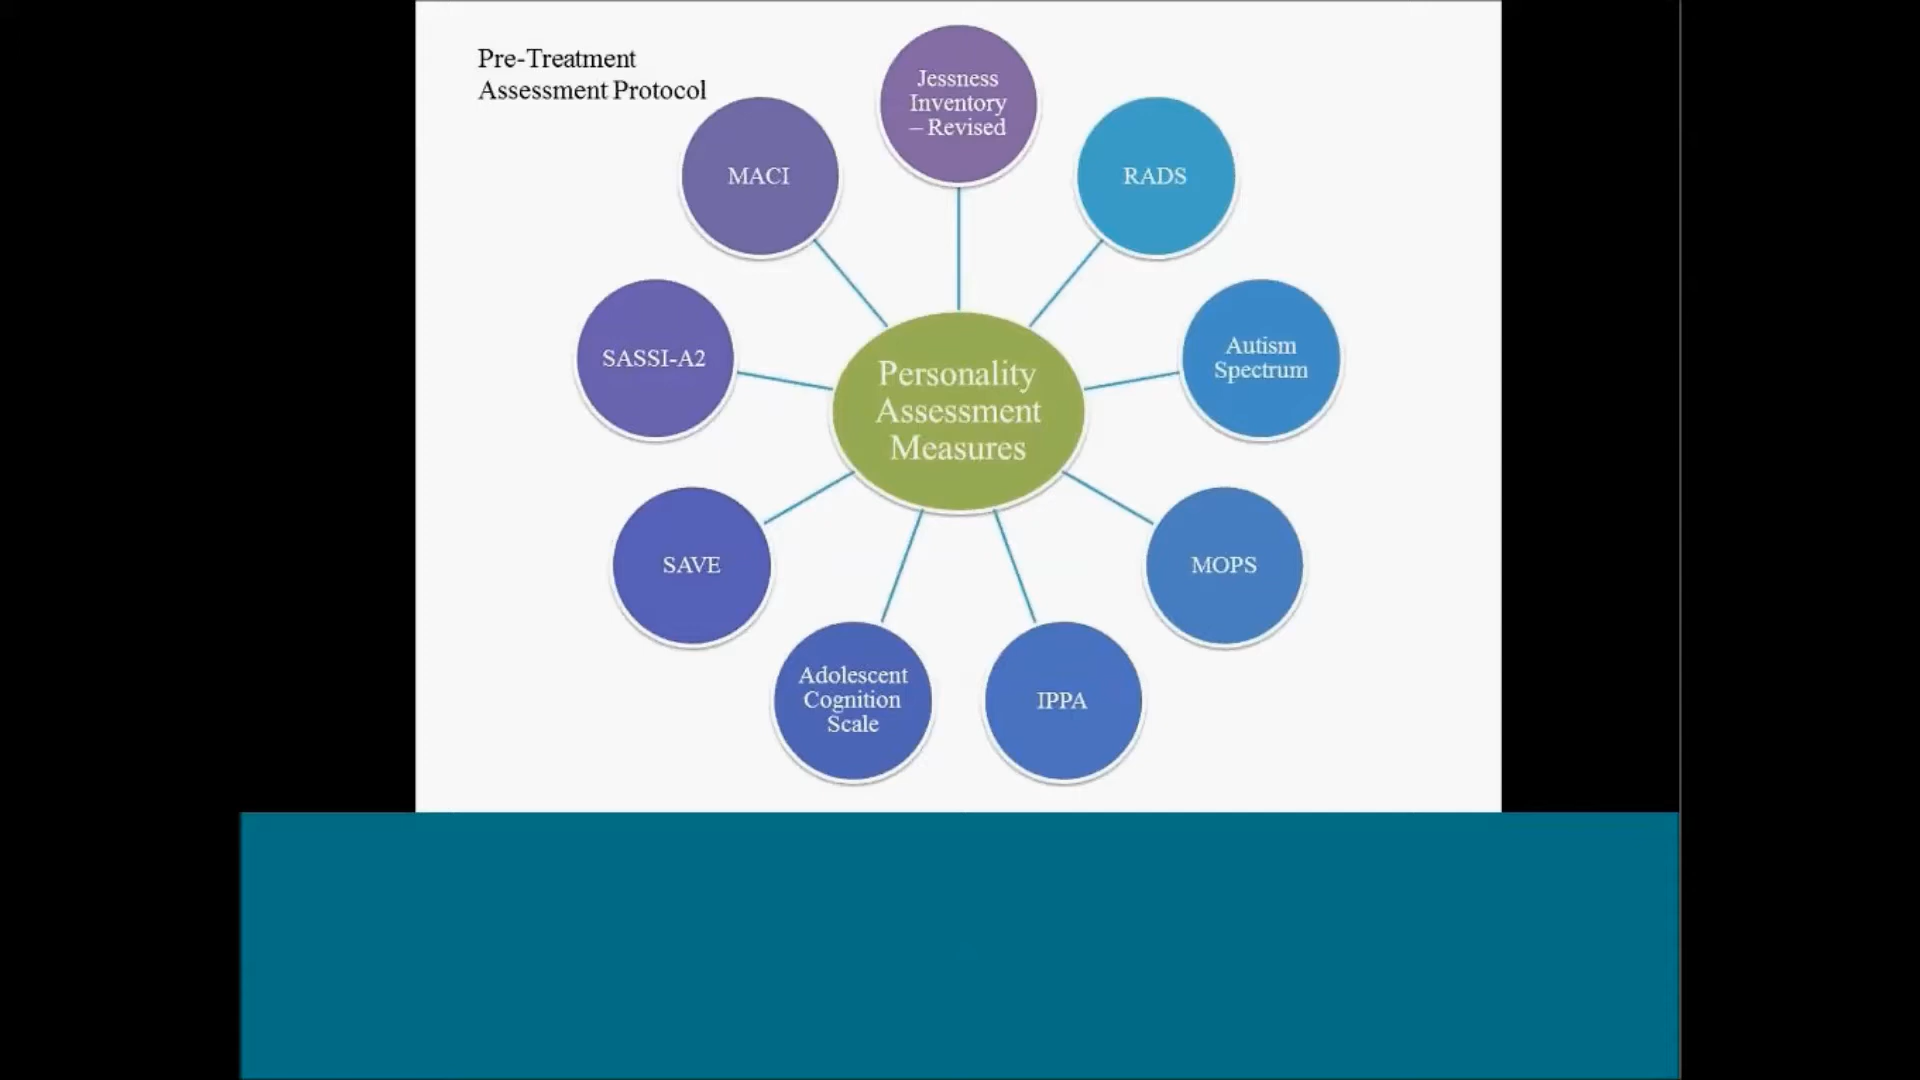 Pre-Treatment
Assessment Protocol
Jessness
Inventory
– Revised
MACI
RADS
SASSI-A2
Autism
Spectrum
Personality
Assessment
Measures
SAVE
MOPS
Adolescent
Cognition
Scale
IPPA